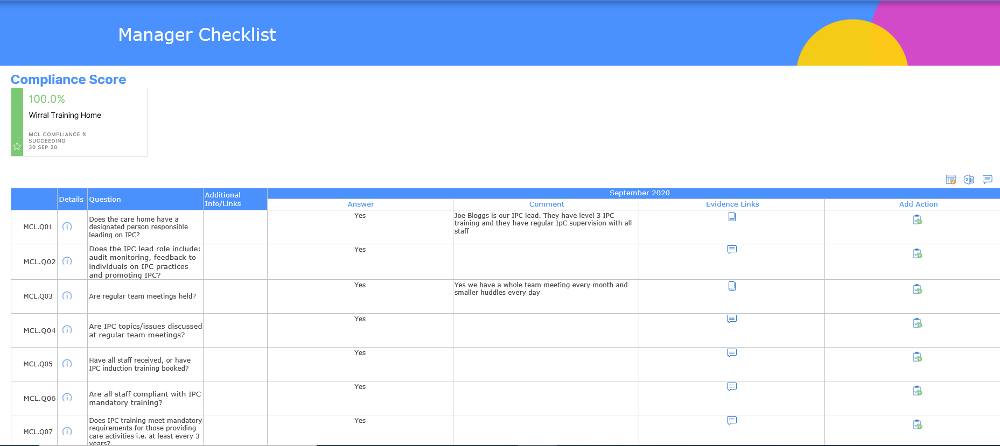 Manager Checklist
Compliance Score
100.0%
Wirral Training Home
MCL COMPLIANCE %
SUCCEEDING
30 SEP 20
Details
Question
Additional
Info/Links
September 2020
Answer
Comment
Evidence Links
Add Action
MCL.Q01
Does the care home have a
designated person responsible
leading on IPC?
Yes
Joe Bloggs is our IPC lead. They have level 3 IPC
training and they have regular IpC supervision with all
staff
MCL.Q02
Does the IPC lead role include:
audit monitoring, feedback to
individuals on IPC practices
and promoting IPC?
Yes
MCL.Q03
Are regular team meetings held?
Yes
Yes we have a whole team meeting every month and
smaller huddles every day
MCL.Q04
Are IPC topics/issues discussed
at regular team meetings?
Yes
MCL.Q05
Have all staff received, or have
IPC induction training booked?
Yes
MCL.Q06
Are all staff compliant with IPC
mandatory training?
Yes
MCL.Q07
Does IPC training meet mandatory
requirements for those providing
care activities i.e. at least every 3
years?
Yes